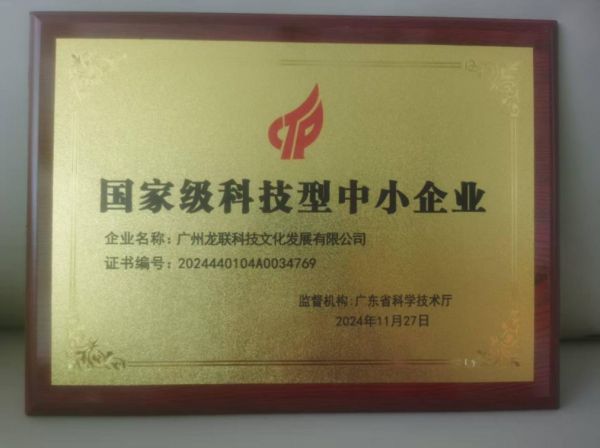 CTP
国家级科技型中小企业
企业名称：广州龙联科技文化发展有限公司
证书编号：2024440104A0034769
监督机构:广东省科学技术厅
2024年11月27日